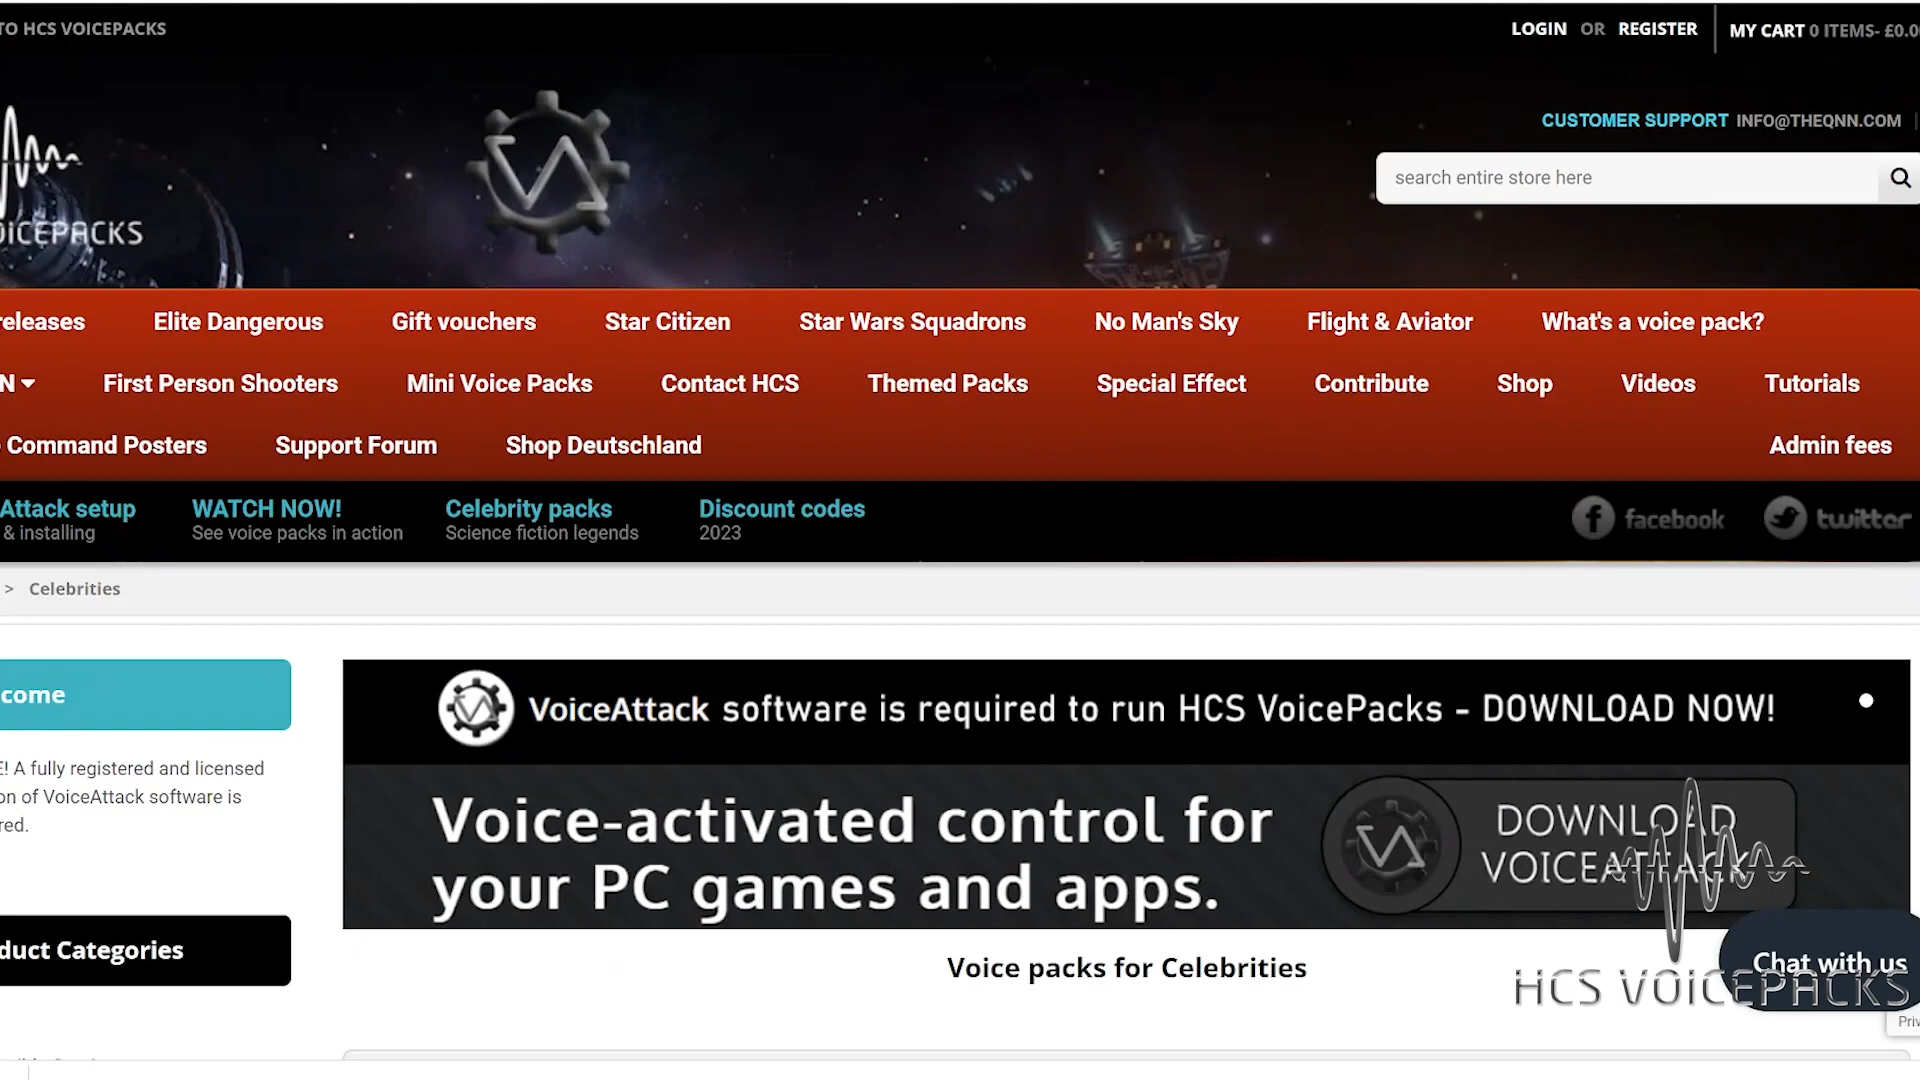 TO HCS VOICEPACKS
LOGIN OR REGISTER
MY CART 0 ITEMS- £0.0
CUSTOMER SUPPORT INFO@THEQNN.COM
search entire store here
OICEPACKS
releases Elite Dangerous Gift vouchers Star Citizen Star Wars Squadrons No Man's Sky Flight & Aviator What's a voice pack?
N First Person Shooters Mini Voice Packs Contact HCS Themed Packs Special Effect Contribute Shop Videos Tutorials
Command Posters Support Forum Shop Deutschland Admin fees
Attack setup WATCH NOW! Celebrity packs Discount codes
& installing See voice packs in action Science fiction legends 2023
facebook twitter
> Celebrities
come
E! A fully registered and licensed
on of VoiceAttack software is
red.
duct Categories
VoiceAttack software is required to run HCS VoicePacks - DOWNLOAD NOW!
Voice-activated control for
your PC games and apps.
DOWNLOAD
VOICEATTACK
Voice packs for Celebrities
Chat with us
HCS VOICEPACKS
Priv